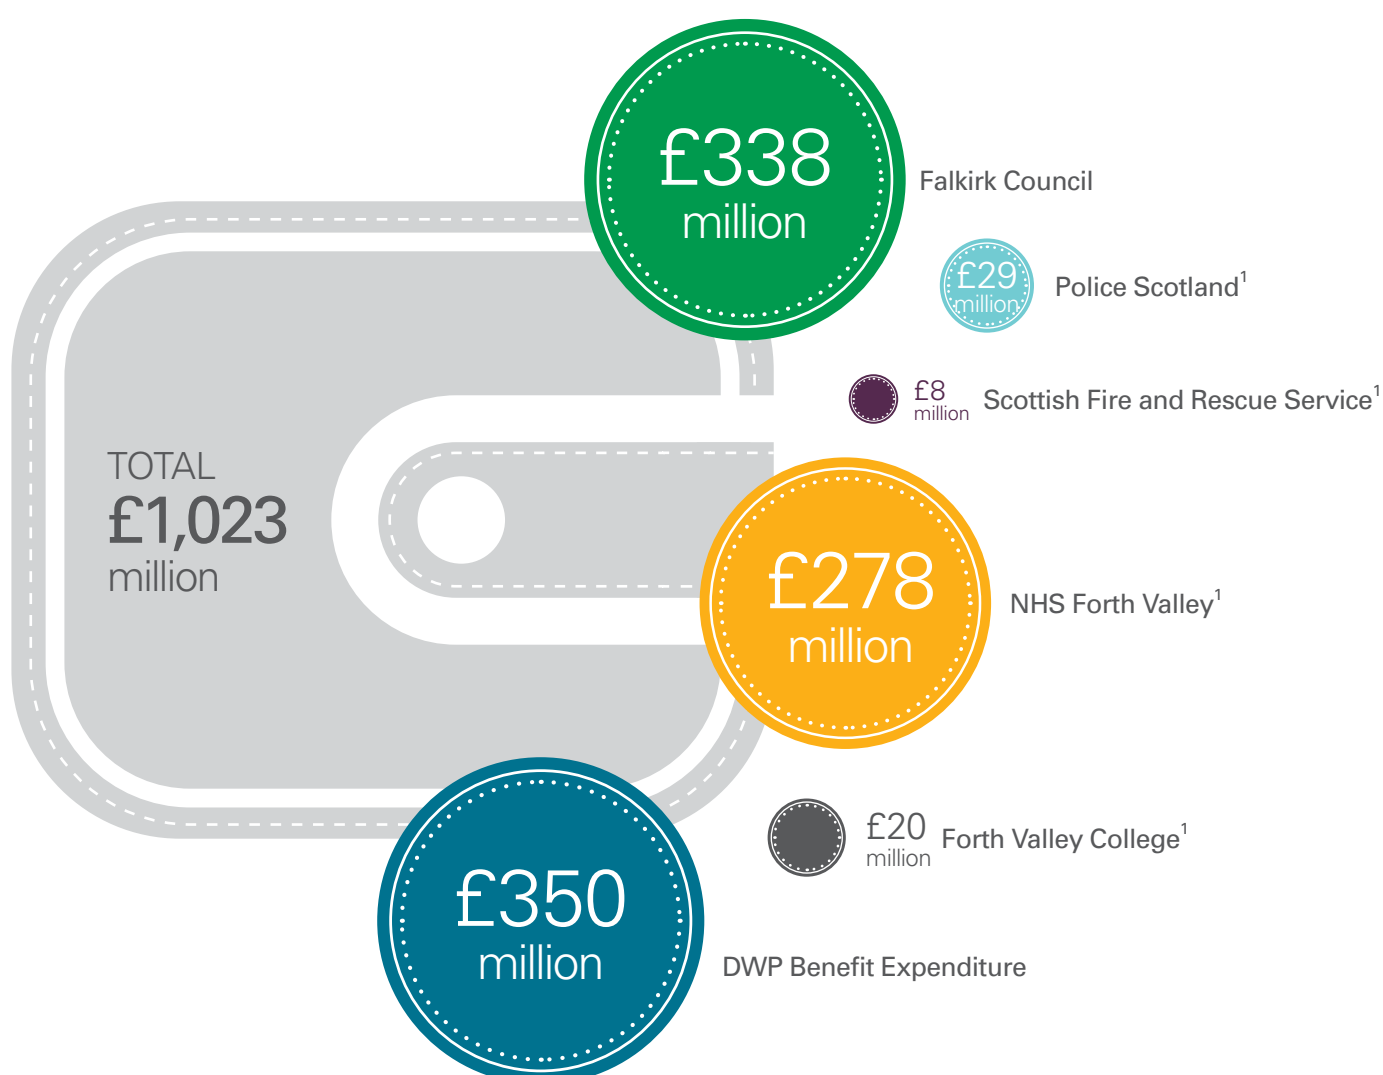 £338
million
Falkirk Council
£29
million
Police Scotland¹
£8
million
Scottish Fire and Rescue Service¹
TOTAL
£1,023
million
£278
million
NHS Forth Valley¹
£20
million
Forth Valley College¹
£350
million
DWP Benefit Expenditure